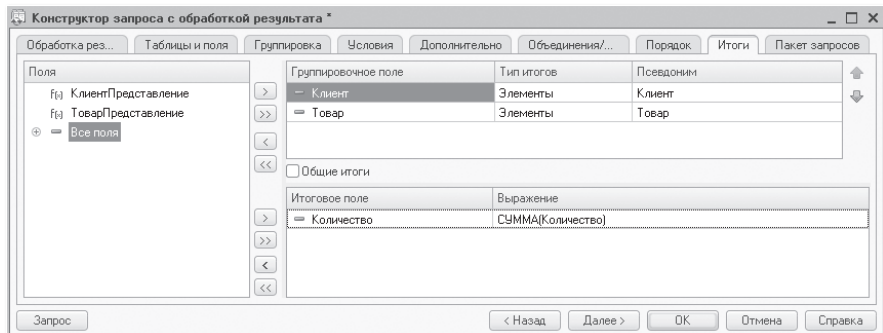 Конструктор запроса с обработкой результата *
Обработка рез... Таблицы и поля Группировка Условия Дополнительно Объединения/... Порядок Итоги Пакет запросов
Поля
КлиентПредставление
ТоварПредставление
Все поля
Группировочное поле Тип итогов Псевдоним
Клиент Элементы Клиент
Товар Элементы Товар
Общие итоги
Итоговое поле Выражение
Количество СУММА(Количество)
Запрос < Назад Далее > OK Отмена Справка